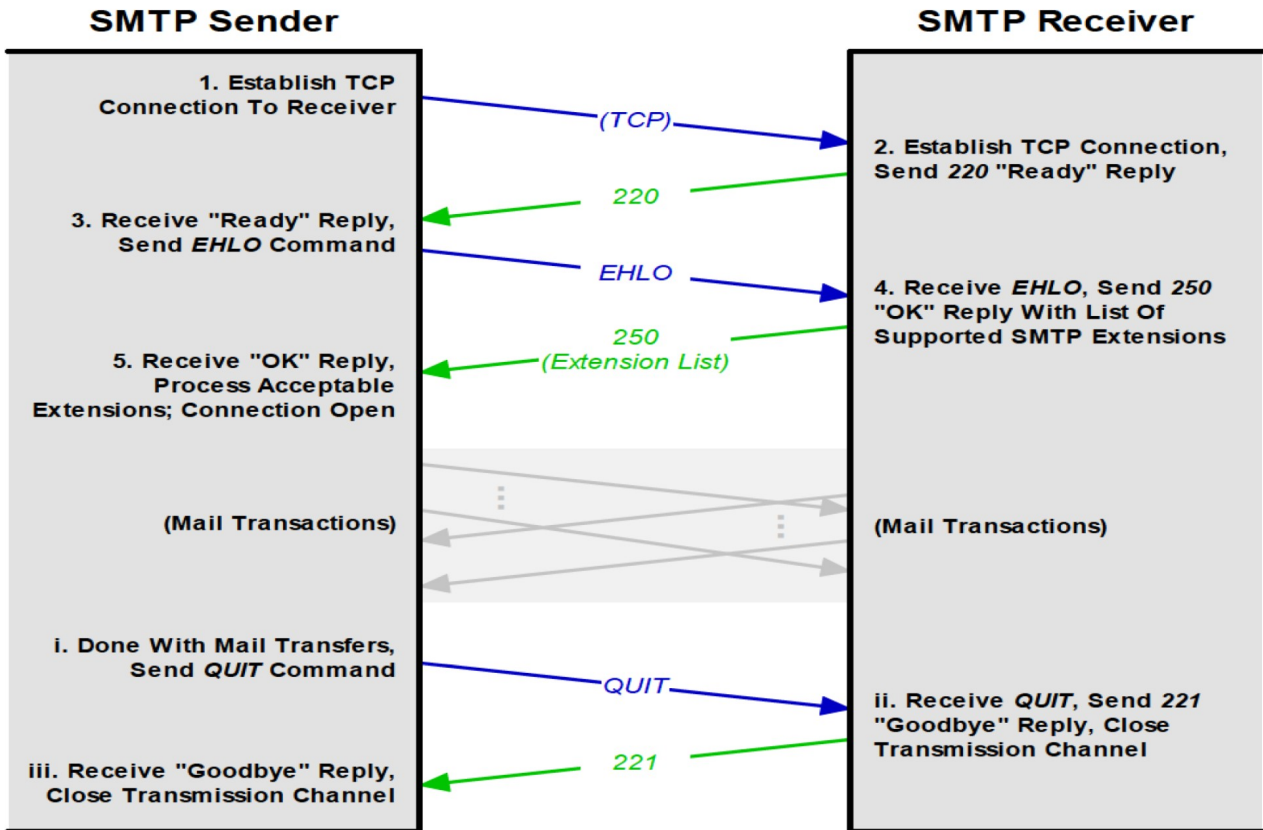 SMTP Sender
SMTP Receiver
1. Establish TCP
Connection To Receiver
(TCP)
2. Establish TCP Connection,
Send 220 "Ready" Reply
220
3. Receive "Ready" Reply,
Send EHLO Command
EHLO
4. Receive EHLO, Send 250
"OK" Reply With List Of
Supported SMTP Extensions
250
(Extension List)
5. Receive "OK" Reply,
Process Acceptable
Extensions; Connection Open
(Mail Transactions)
(Mail Transactions)
i. Done With Mail Transfers,
Send QUIT Command
QUIT
ii. Receive QUIT, Send 221
"Goodbye" Reply, Close
Transmission Channel
221
iii. Receive "Goodbye" Reply,
Close Transmission Channel